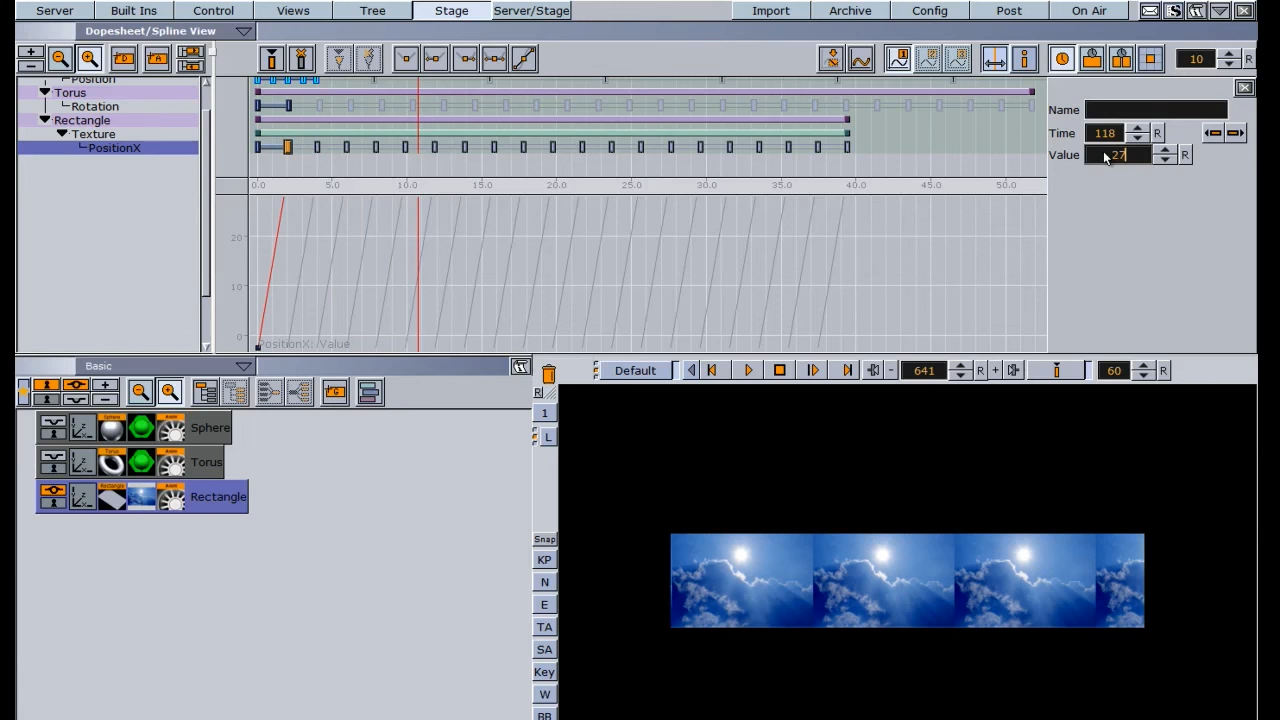 Server Built Ins Control Views Tree Stage Server/Stage Import Archive Config Post On Air
Dopesheet/Spline View
10 R
Position
Torus
Rotation
Rectangle
Texture
PositionX
Name
Time 118 R
Value 27 R
0.0 5.0 10.0 15.0 20.0 25.0 30.0 35.0 40.0 45.0 50.0
20
10
0
PositionX: /Value
Basic
Default 641 R 60 R
R
1
L
Sphere
Torus
Rectangle
Snap
KP
N
E
TA
SA
Key
W
BB